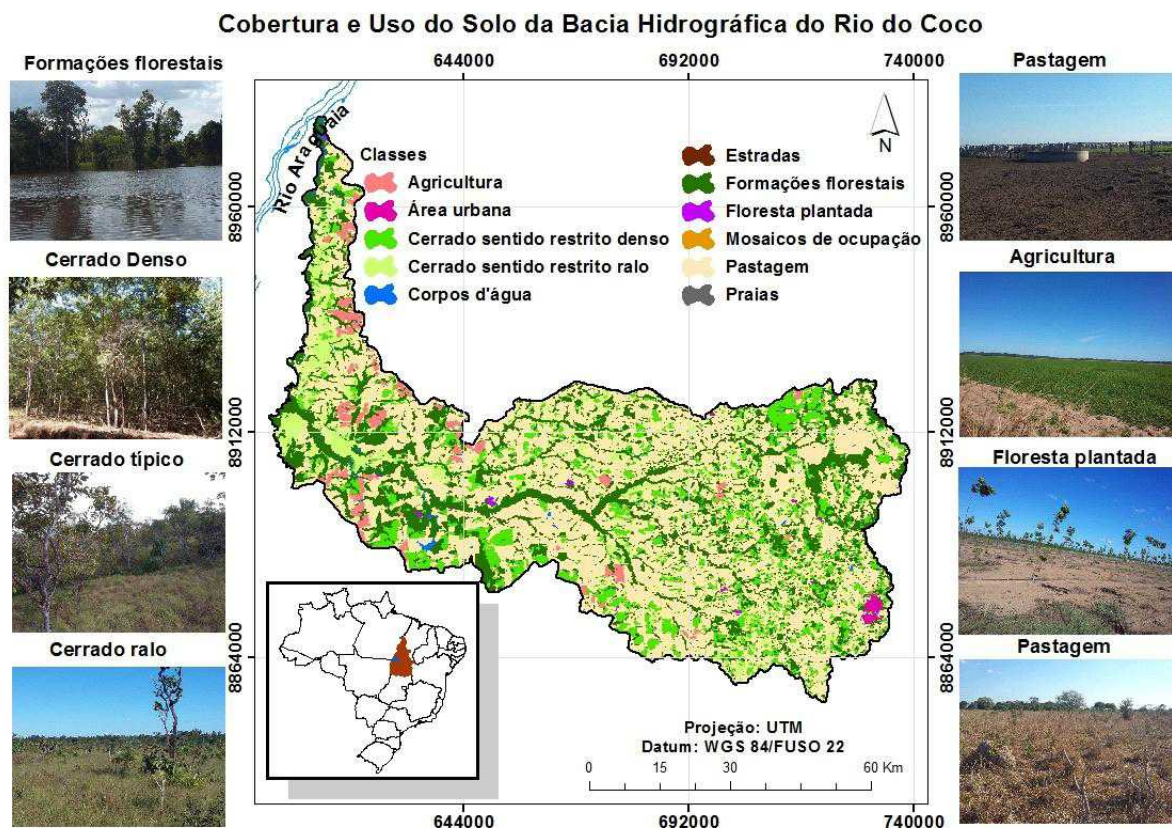 Cobertura e Uso do Solo da Bacia Hidrográfica do Rio do Coco
Formações florestais
Cerrado Denso
Cerrado típico
Cerrado ralo
644000
692000
740000
8960000
8912000
8864000
Rio Araguaia
Classes
Agricultura
Área urbana
Cerrado sentido restrito denso
Cerrado sentido restrito ralo
Corpos d'água
Estradas
Formações florestais
Floresta plantada
Mosaicos de ocupação
Pastagem
Praias
N
Projeção: UTM
Datum: WGS 84/FUSO 22
0 15 30 60 Km
8960000
8912000
8864000
644000
692000
740000
Pastagem
Agricultura
Floresta plantada
Pastagem